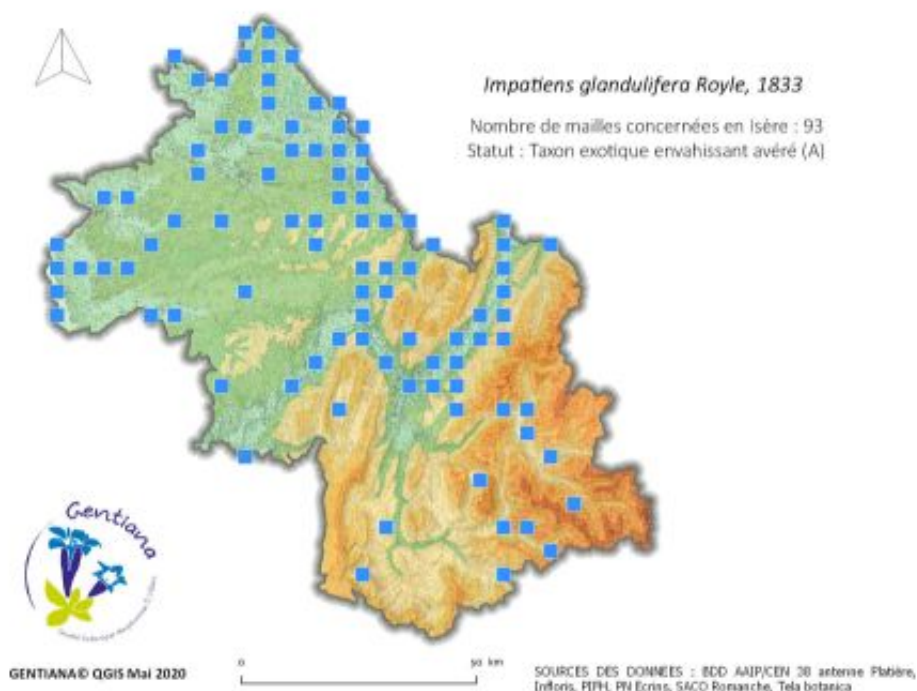 Impatiens glandulifera Royle, 1833
Nombre de mailles concernées en Isère : 93
Statut : Taxon exotique envahissant avéré (A)
Gentiana
GENTIANA© QGIS Mai 2020
0
50 km
SOURCES DES DONNEES : BDD AAIP/CEN 38 antenne Platière,
Infloris, PIFH, PN Ecrins, SACO Romanche, Tela botanica